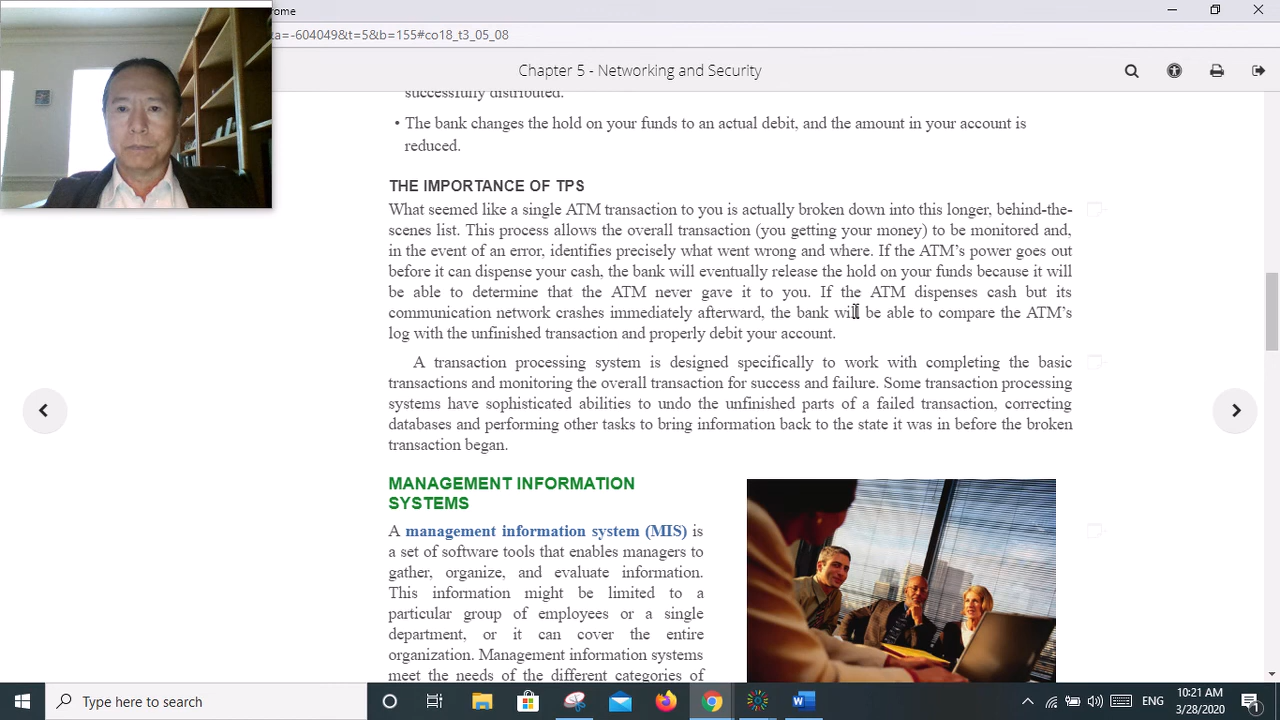 ome
a=-604049&t=5&b=155#co18_t3_05_08
Chapter 5 - Networking and Security
successfully distributed.
• The bank changes the hold on your funds to an actual debit, and the amount in your account is
reduced.
THE IMPORTANCE OF TPS
What seemed like a single ATM transaction to you is actually broken down into this longer, behind-the-
scenes list. This process allows the overall transaction (you getting your money) to be monitored and,
in the event of an error, identifies precisely what went wrong and where. If the ATM's power goes out
before it can dispense your cash, the bank will eventually release the hold on your funds because it will
be able to determine that the ATM never gave it to you. If the ATM dispenses cash but its
communication network crashes immediately afterward, the bank will be able to compare the ATM's
log with the unfinished transaction and properly debit your account.
A transaction processing system is designed specifically to work with completing the basic
transactions and monitoring the overall transaction for success and failure. Some transaction processing
systems have sophisticated abilities to undo the unfinished parts of a failed transaction, correcting
databases and performing other tasks to bring information back to the state it was in before the broken
transaction began.
MANAGEMENT INFORMATION
SYSTEMS
A management information system (MIS) is
a set of software tools that enables managers to
gather, organize, and evaluate information.
This information might be limited to a
particular group of employees or a single
department, or it can cover the entire
organization. Management information systems
meet the needs of the different categories of
Type here to search
W
ENG
10:21 AM
3/28/2020
1